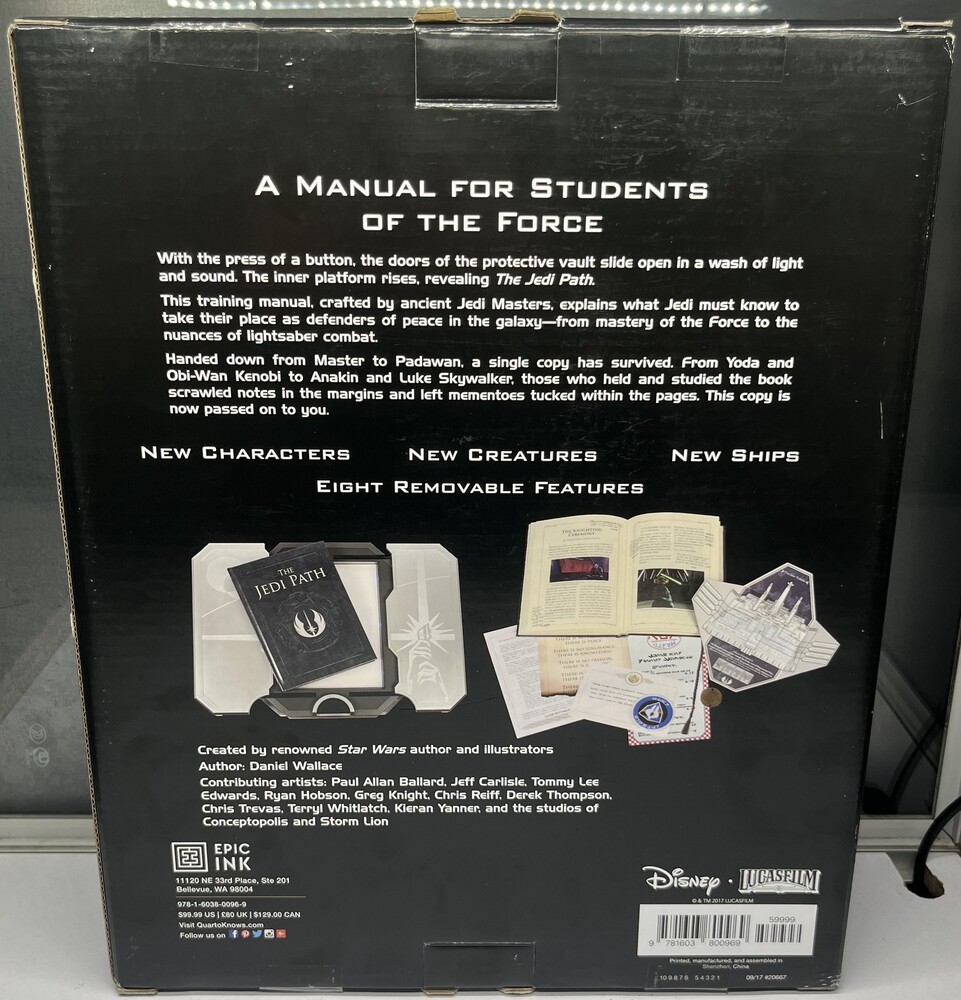 A Manual for Students
of the Force
With the press of a button, the doors of the protective vault slide open in a wash of light
and sound. The inner platform rises, revealing The Jedi Path.
This training manual, crafted by ancient Jedi Masters, explains what Jedi must know to
take their place as defenders of peace in the galaxy—from mastery of the Force to the
nuances of lightsaber combat.
Handed down from Master to Padawan, a single copy has survived. From Yoda and
Obi-Wan Kenobi to Anakin and Luke Skywalker, those who held and studied the book
scrawled notes in the margins and left mementoes tucked within the pages. This copy is
now passed on to you.
New Characters New Creatures New Ships
Eight Removable Features
THE
JEDI PATH
The Knighting
Ceremony
Created by renowned Star Wars author and illustrators
Author: Daniel Wallace
Contributing artists: Paul Allan Ballard, Jeff Carlisle, Tommy Lee
Edwards, Ryan Hobson, Greg Knight, Chris Reiff, Derek Thompson,
Chris Trevas, Terryl Whitlatch, Kieran Yanner, and the studios of
Conceptopolis and Storm Lion
EPIC
INK
11120 NE 33rd Place, Ste 201
Bellevue, WA 98004
978-1-6038-0096-9
$99.99 US | £80 UK | $129.00 CAN
Visit QuartoKnows.com
Follow us on
Disney · LUCASFILM
© & TM 2017 LUCASFILM
59999
9 781603 800969
Printed, manufactured, and assembled in
Shenzhen, China
10 9 8 7 6 5 4 3 2 1 09/17 #20667